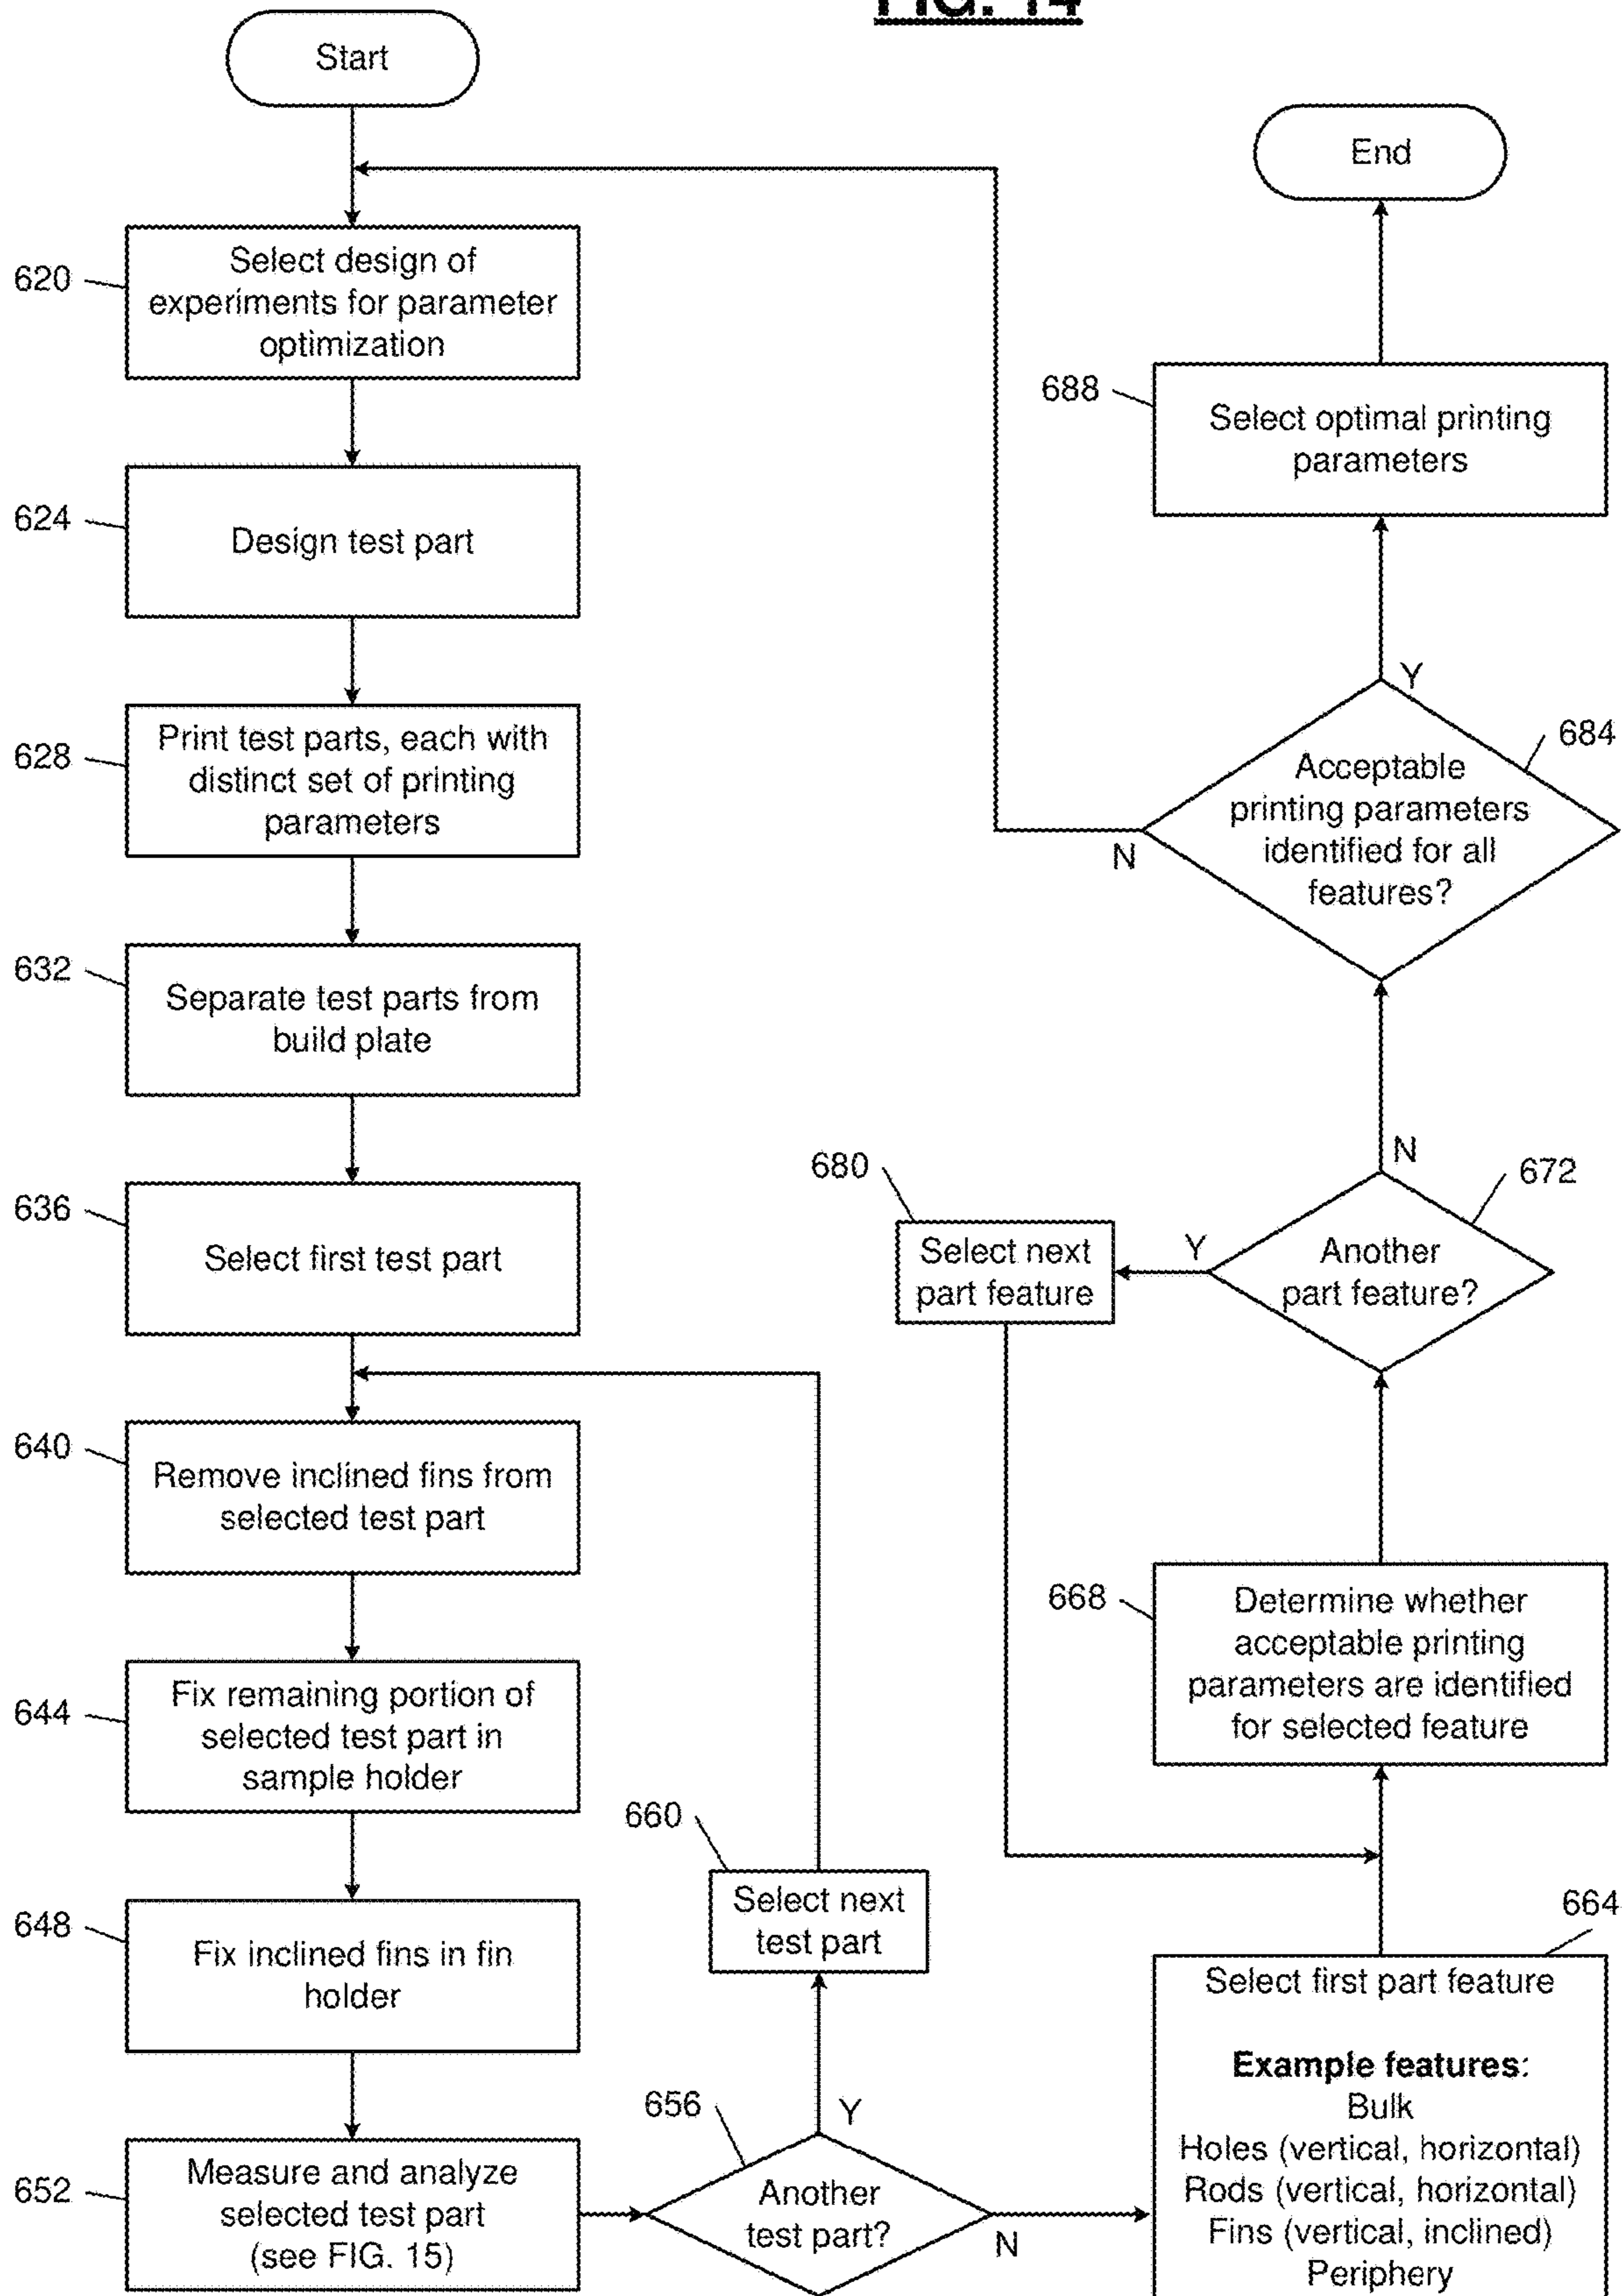 FIG. 14
Start
620
Select design of
experiments for parameter
optimization
624
Design test part
628
Print test parts, each with
distinct set of printing
parameters
632
Separate test parts from
build plate
636
Select first test part
640
Remove inclined fins from
selected test part
644
Fix remaining portion of
selected test part in
sample holder
648
Fix inclined fins in fin
holder
652
Measure and analyze
selected test part
(see FIG. 15)
656
Another
test part?
Y
N
660
Select next
test part
664
Select first part feature
Example features:
Bulk
Holes (vertical, horizontal)
Rods (vertical, horizontal)
Fins (vertical, inclined)
Periphery
668
Determine whether
acceptable printing
parameters are identified
for selected feature
672
Another
part feature?
Y
N
680
Select next
part feature
684
Acceptable
printing parameters
identified for all
features?
N
Y
688
Select optimal printing
parameters
End